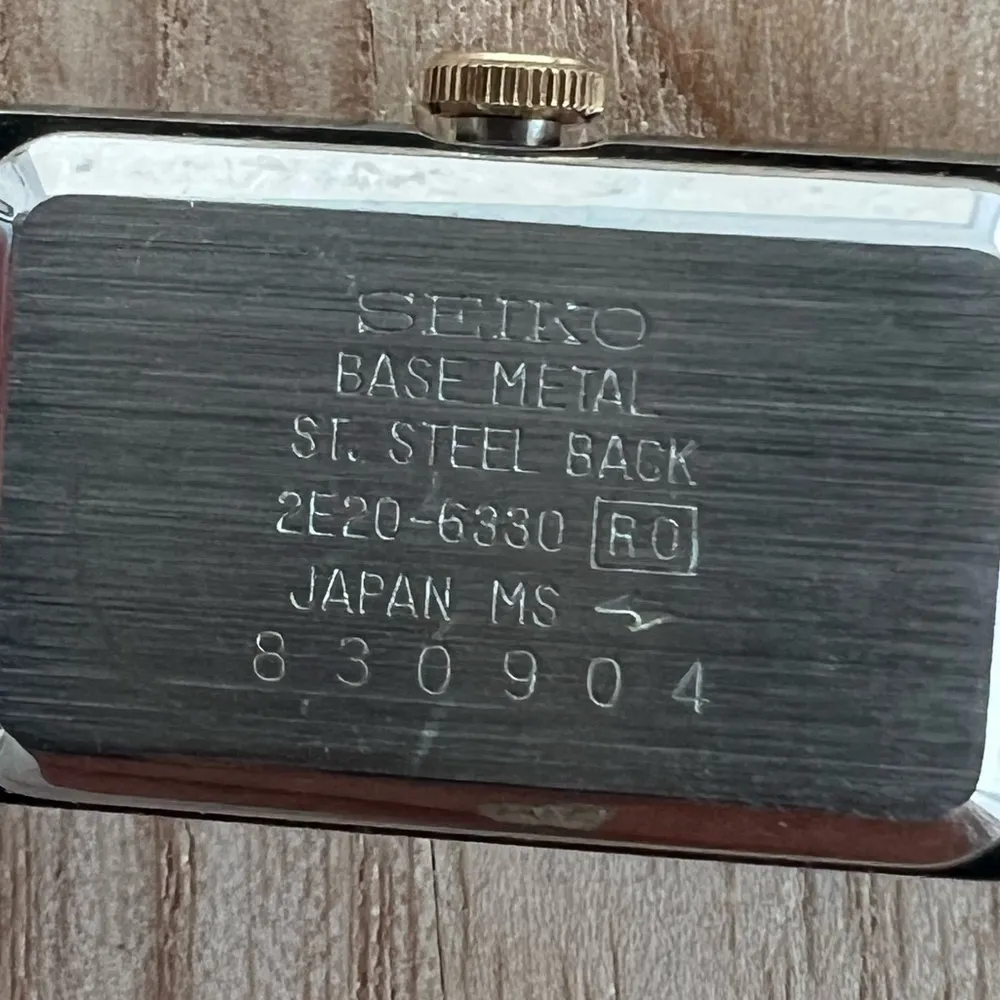 SEIKO
BASE METAL
ST. STEEL BACK
2E20-6330 R0
JAPAN MS
830904